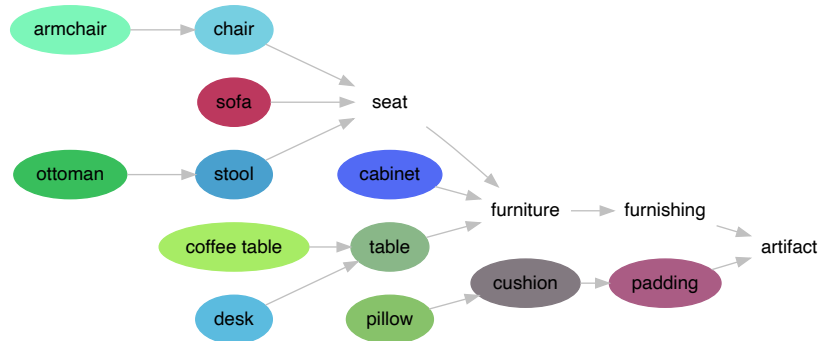 armchair
chair
sofa
seat
ottoman
stool
cabinet
furniture
furnishing
coffee table
table
artifact
cushion
padding
desk
pillow